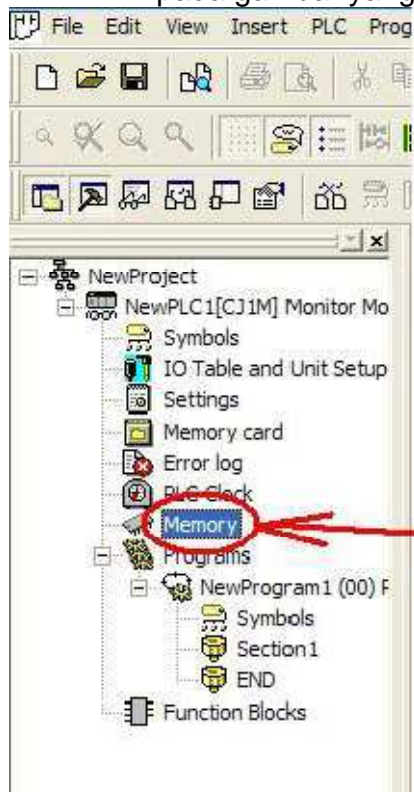 File Edit View Insert PLC Prog
NewProject
NewPLC1[CJ1M] Monitor Mo
Symbols
IO Table and Unit Setup
Settings
Memory card
Error log
PLC Clock
Memory
Programs
NewProgram1 (00)
Symbols
Section1
END
Function Blocks